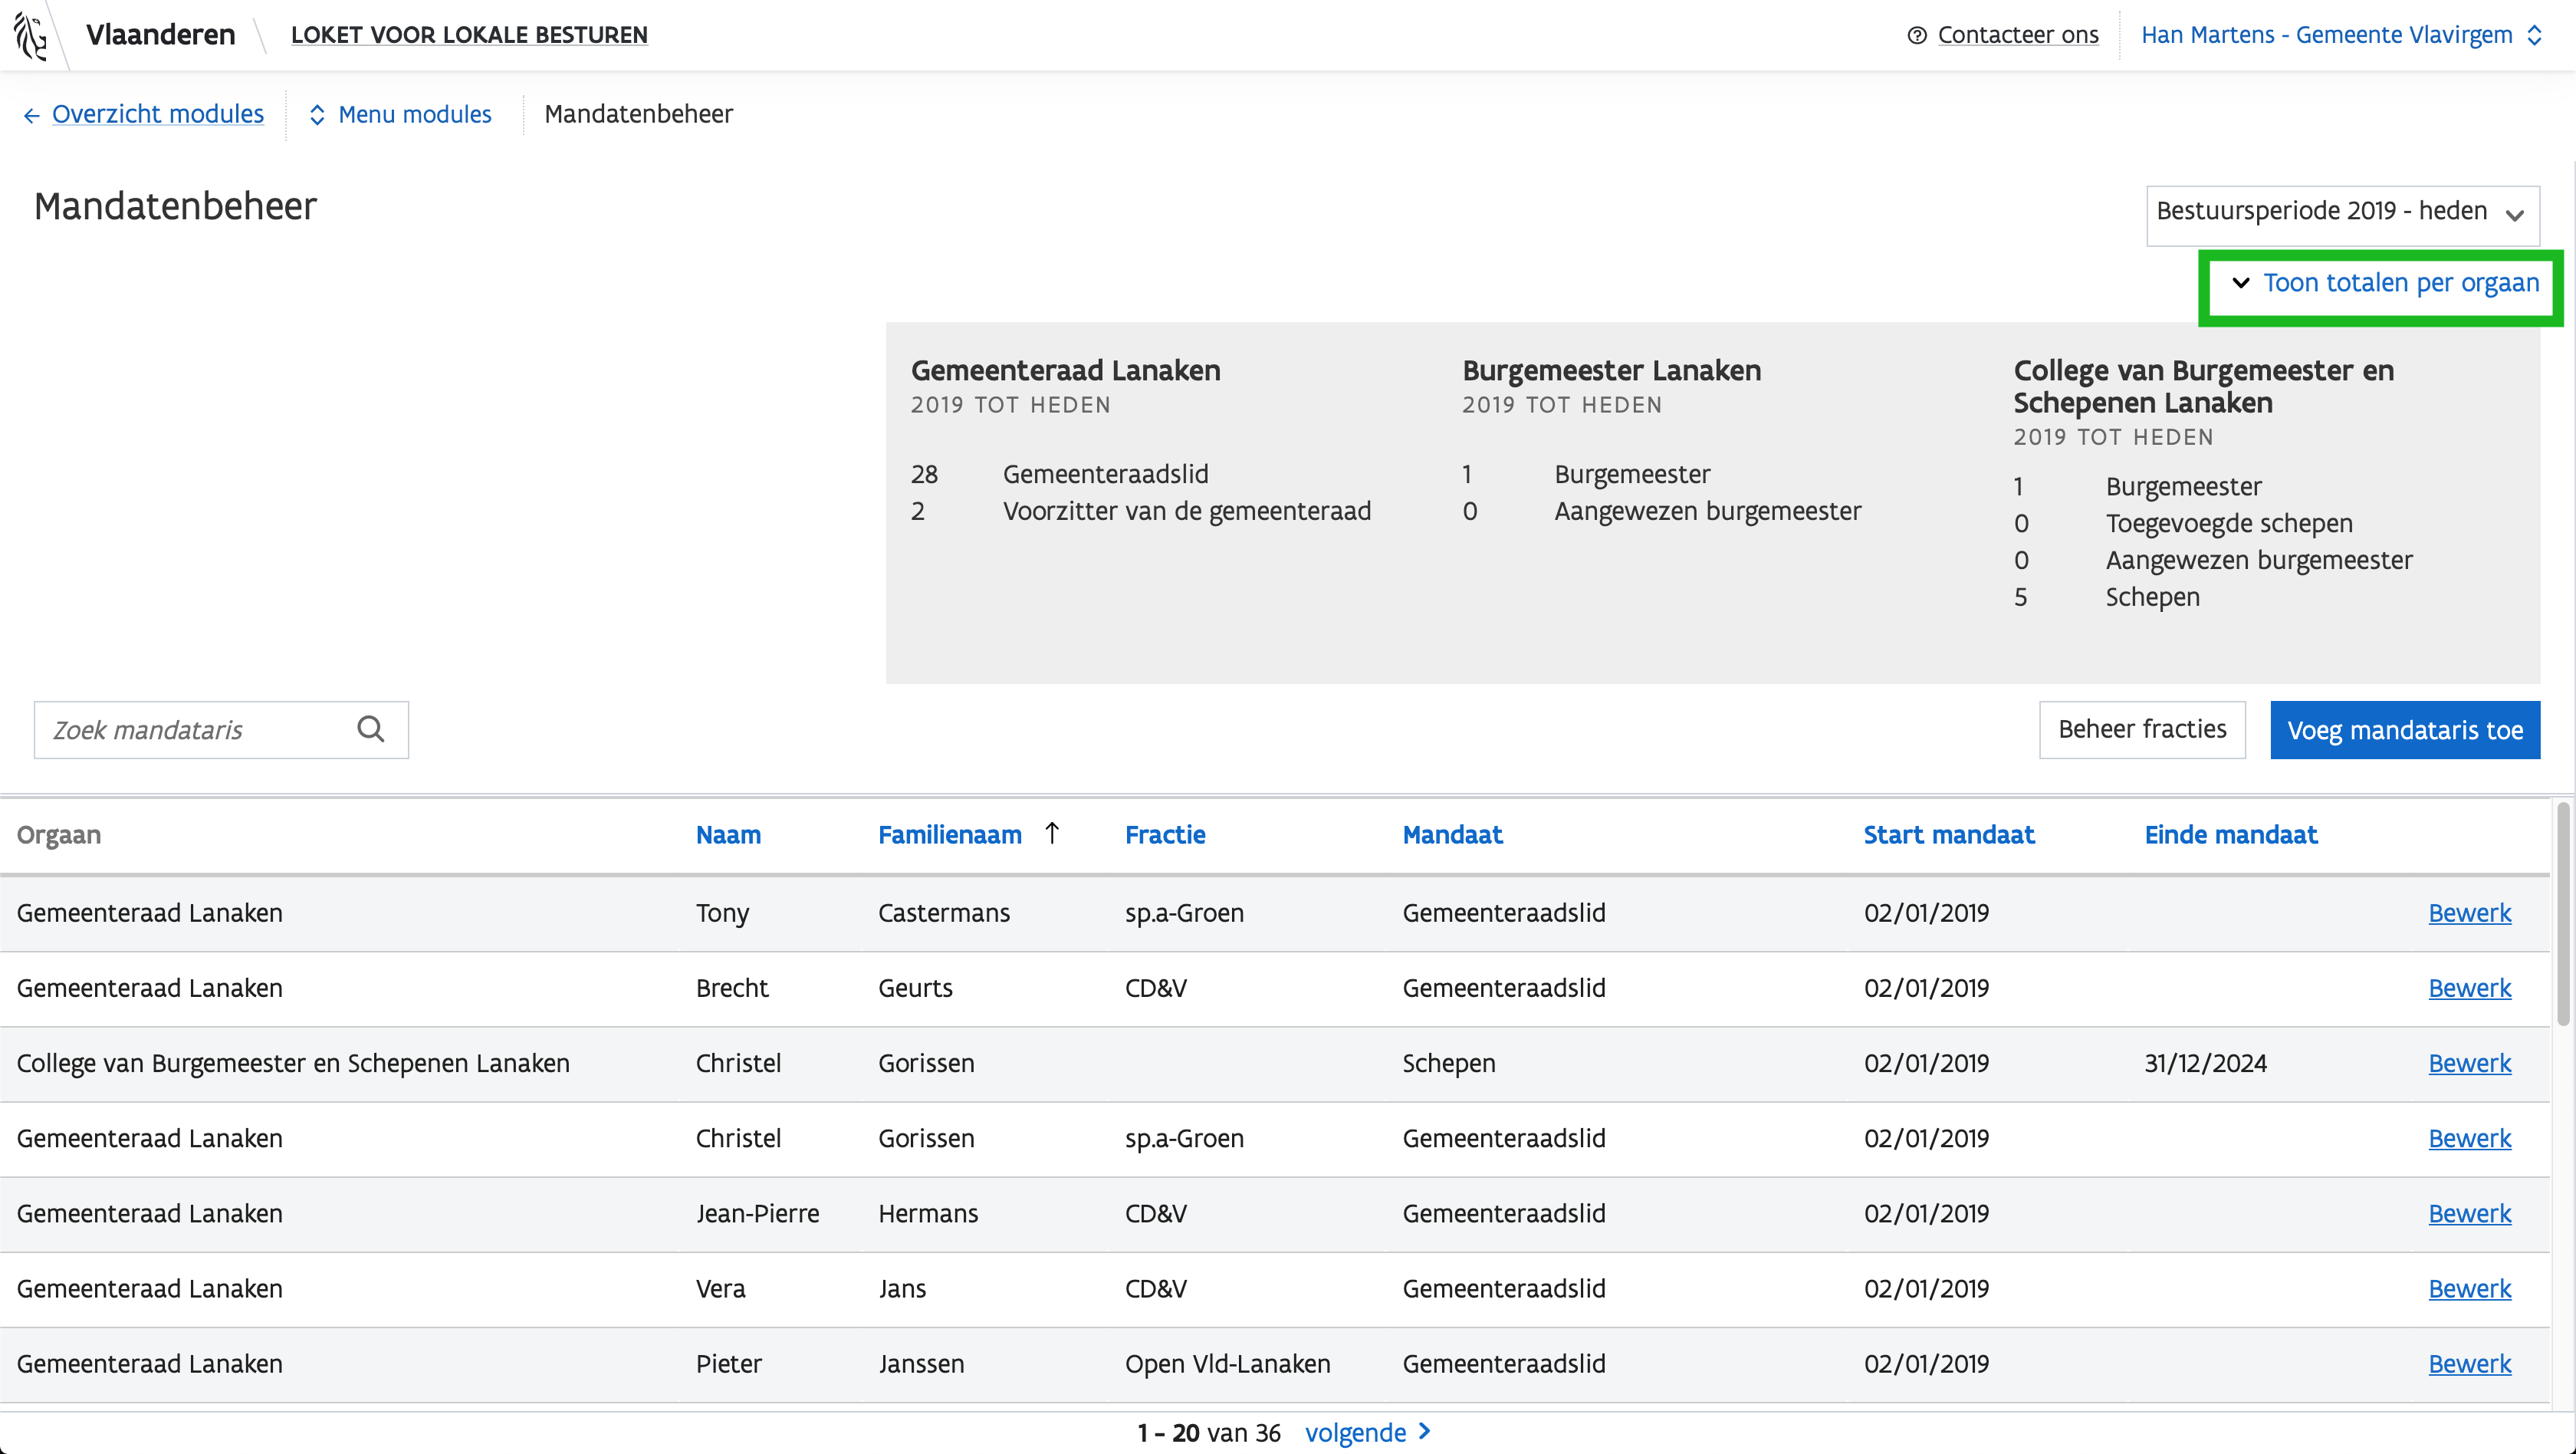 Vlaanderen LOKET VOOR LOKALE BESTUREN Contacteer ons Han Martens - Gemeente Vlavirgem
Overzicht modules Menu modules Mandatenbeheer
Mandatenbeheer
Bestuursperiode 2019 - heden
Toon totalen per orgaan
Gemeenteraad Lanaken
2019 TOT HEDEN
28 Gemeenteraadslid
2 Voorzitter van de gemeenteraad
Burgemeester Lanaken
2019 TOT HEDEN
1 Burgemeester
0 Aangewezen burgemeester
College van Burgemeester en
Schepenen Lanaken
2019 TOT HEDEN
1 Burgemeester
0 Toegevoegde schepen
0 Aangewezen burgemeester
5 Schepen
Zoek mandataris
Beheer fracties
Voeg mandataris toe
Orgaan Naam Familienaam Fractie Mandaat Start mandaat Einde mandaat
Gemeenteraad Lanaken Tony Castermans sp.a-Groen Gemeenteraadslid 02/01/2019 Bewerk
Gemeenteraad Lanaken Brecht Geurts CD&V Gemeenteraadslid 02/01/2019 Bewerk
College van Burgemeester en Schepenen Lanaken Christel Gorissen Schepen 02/01/2019 31/12/2024 Bewerk
Gemeenteraad Lanaken Christel Gorissen sp.a-Groen Gemeenteraadslid 02/01/2019 Bewerk
Gemeenteraad Lanaken Jean-Pierre Hermans CD&V Gemeenteraadslid 02/01/2019 Bewerk
Gemeenteraad Lanaken Vera Jans CD&V Gemeenteraadslid 02/01/2019 Bewerk
Gemeenteraad Lanaken Pieter Janssen Open Vld-Lanaken Gemeenteraadslid 02/01/2019 Bewerk
1 - 20 van 36 volgende